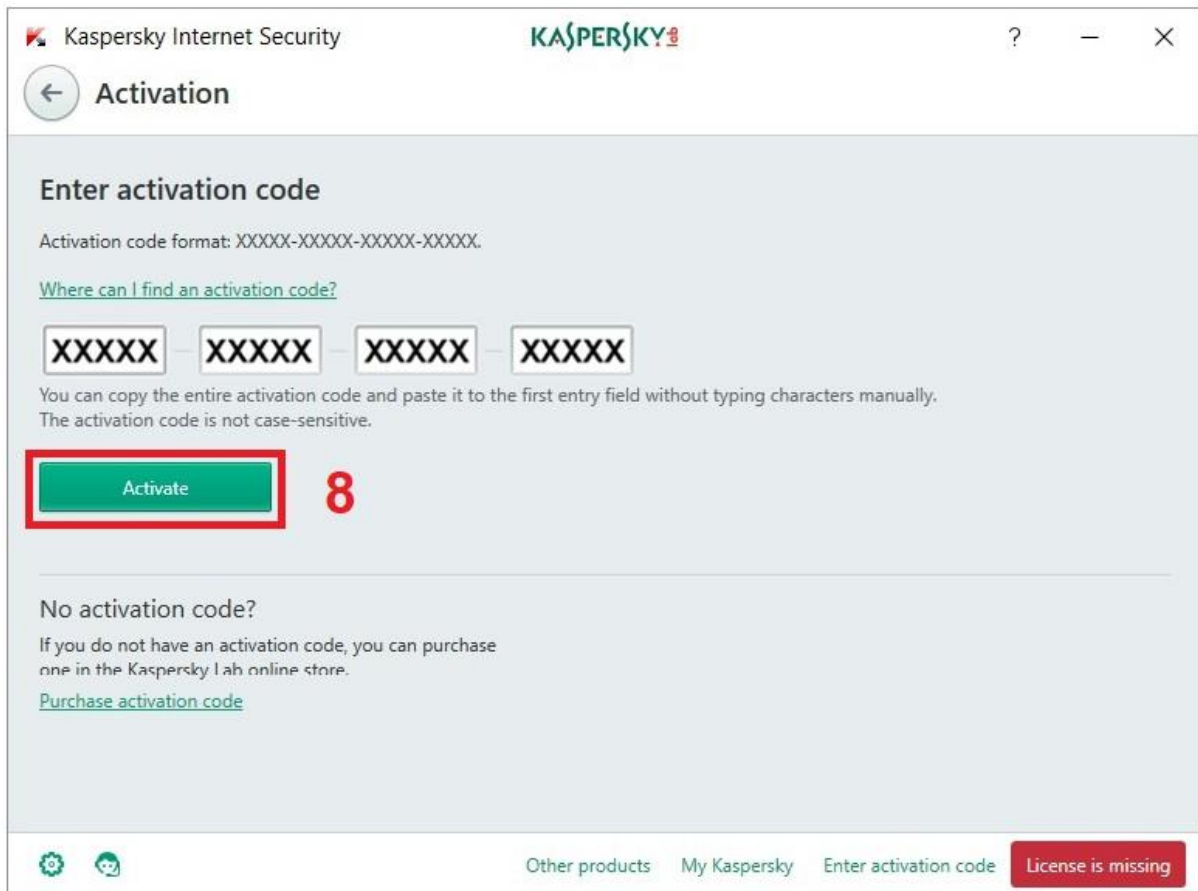 Kaspersky Internet Security
KASPERSKY lab
?
Activation
Enter activation code
Activation code format: XXXXX-XXXXX-XXXXX-XXXXX.
Where can I find an activation code?
XXXXX - XXXXX - XXXXX - XXXXX
You can copy the entire activation code and paste it to the first entry field without typing characters manually.
The activation code is not case-sensitive.
Activate 8
No activation code?
If you do not have an activation code, you can purchase
one in the Kaspersky Lab online store.
Purchase activation code
Other products My Kaspersky Enter activation code License is missing